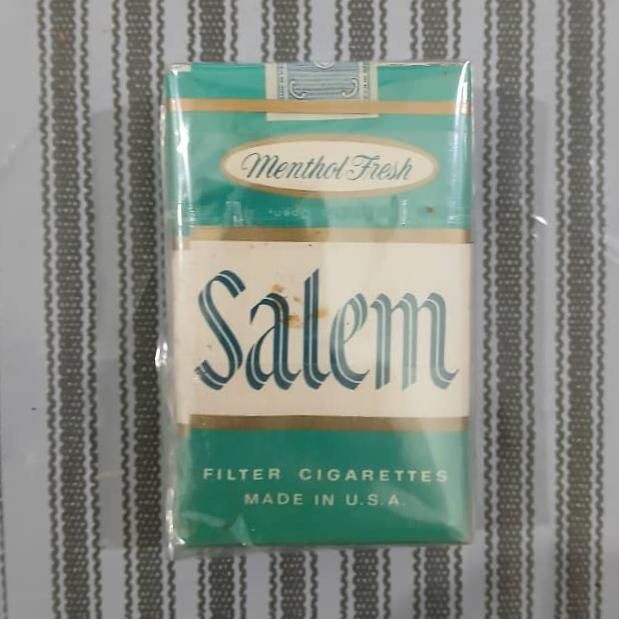 Menthol Fresh
Salem
FILTER CIGARETTES
MADE IN U.S.A.